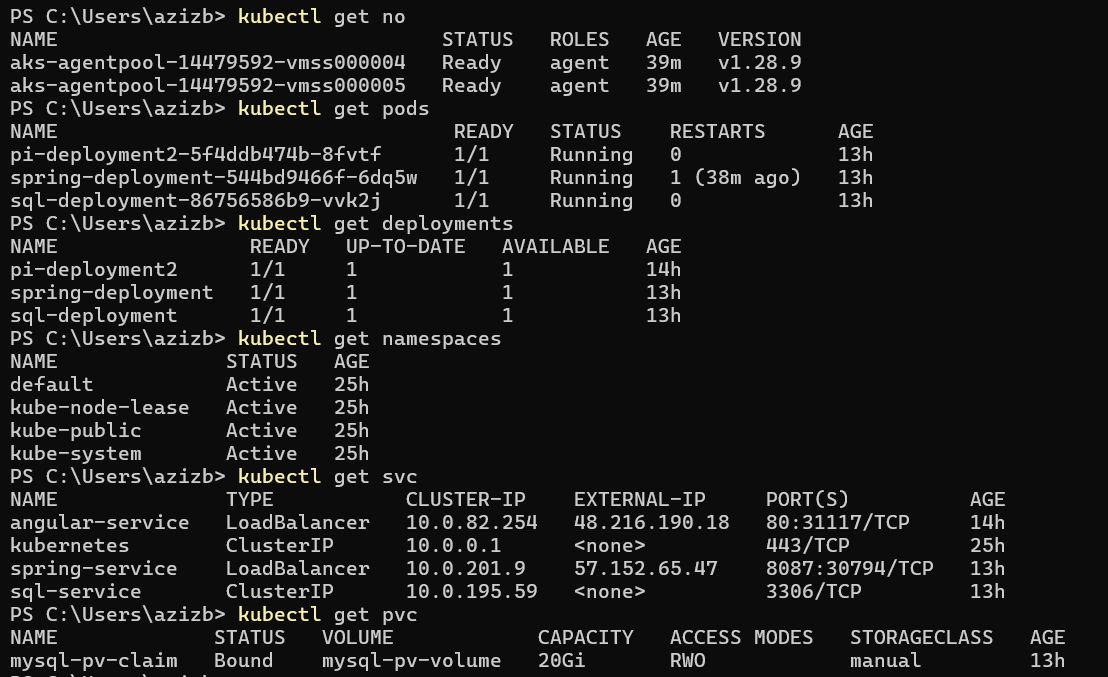 PS C:\Users\azizb> kubectl get no
NAME                                STATUS   ROLES   AGE   VERSION
aks-agentpool-14479592-vmss000004   Ready    agent   39m   v1.28.9
aks-agentpool-14479592-vmss000005   Ready    agent   39m   v1.28.9
PS C:\Users\azizb> kubectl get pods
NAME                                 READY   STATUS    RESTARTS      AGE
pi-deployment2-5f4ddb474b-8fvtf      1/1     Running   0             13h
spring-deployment-544bd9466f-6dq5w   1/1     Running   1 (38m ago)   13h
sql-deployment-86756586b9-vvk2j      1/1     Running   0             13h
PS C:\Users\azizb> kubectl get deployments
NAME                READY   UP-TO-DATE   AVAILABLE   AGE
pi-deployment2      1/1     1            1           14h
spring-deployment   1/1     1            1           13h
sql-deployment      1/1     1            1           13h
PS C:\Users\azizb> kubectl get namespaces
NAME              STATUS   AGE
default           Active   25h
kube-node-lease   Active   25h
kube-public       Active   25h
kube-system       Active   25h
PS C:\Users\azizb> kubectl get svc
NAME              TYPE           CLUSTER-IP    EXTERNAL-IP     PORT(S)          AGE
angular-service   LoadBalancer   10.0.82.254   48.216.190.18   80:31117/TCP     14h
kubernetes        ClusterIP      10.0.0.1      <none>          443/TCP          25h
spring-service    LoadBalancer   10.0.201.9    57.152.65.47    8087:30794/TCP   13h
sql-service       ClusterIP      10.0.195.59   <none>          3306/TCP         13h
PS C:\Users\azizb> kubectl get pvc
NAME             STATUS   VOLUME            CAPACITY   ACCESS MODES   STORAGECLASS   AGE
mysql-pv-claim   Bound    mysql-pv-volume   20Gi       RWO            manual         13h